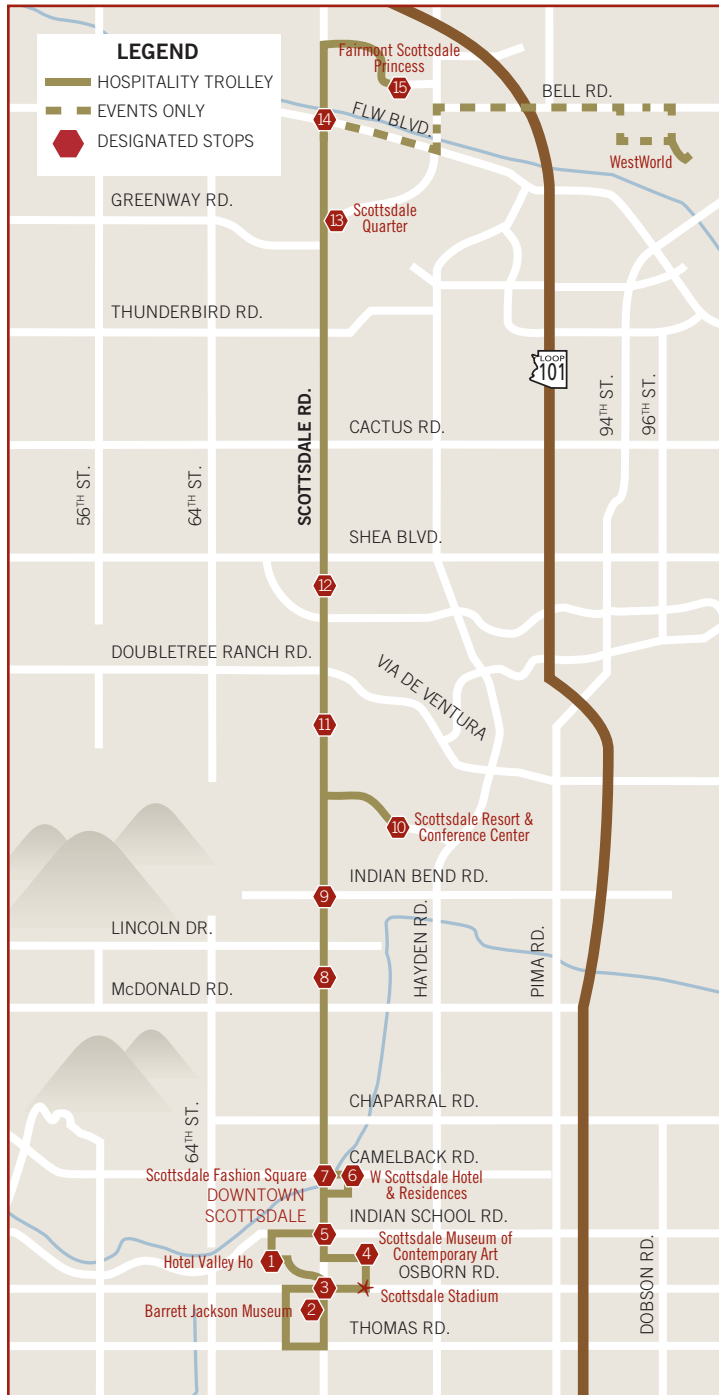 LEGEND
HOSPITALITY TROLLEY
EVENTS ONLY
DESIGNATED STOPS
Fairmont Scottsdale
Princess
15
BELL RD.
FLW BLVD.
14
WestWorld
GREENWAY RD.
13
Scottsdale
Quarter
THUNDERBIRD RD.
LOOP
101
SCOTTSDALE RD.
94TH ST.
96TH ST.
CACTUS RD.
56TH ST.
64TH ST.
SHEA BLVD.
12
DOUBLETREE RANCH RD.
VIA DE VENTURA
11
10
Scottsdale Resort &
Conference Center
INDIAN BEND RD.
9
LINCOLN DR.
HAYDEN RD.
PIMA RD.
8
McDONALD RD.
CHAPARRAL RD.
64TH ST.
CAMELBACK RD.
Scottsdale Fashion Square
7
6
W Scottsdale Hotel
& Residences
DOWNTOWN
SCOTTSDALE
INDIAN SCHOOL RD.
5
Scottsdale Museum of
Contemporary Art
4
Hotel Valley Ho
1
OSBORN RD.
3
Scottsdale Stadium
Barrett Jackson Museum
2
THOMAS RD.
DOBSON RD.